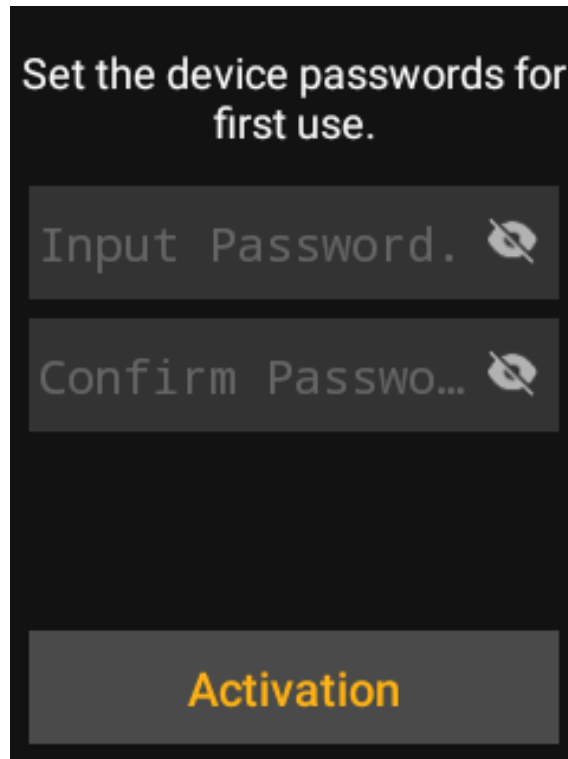 Set the device passwords for
first use.
Input Password.
Confirm Passwo…
Activation